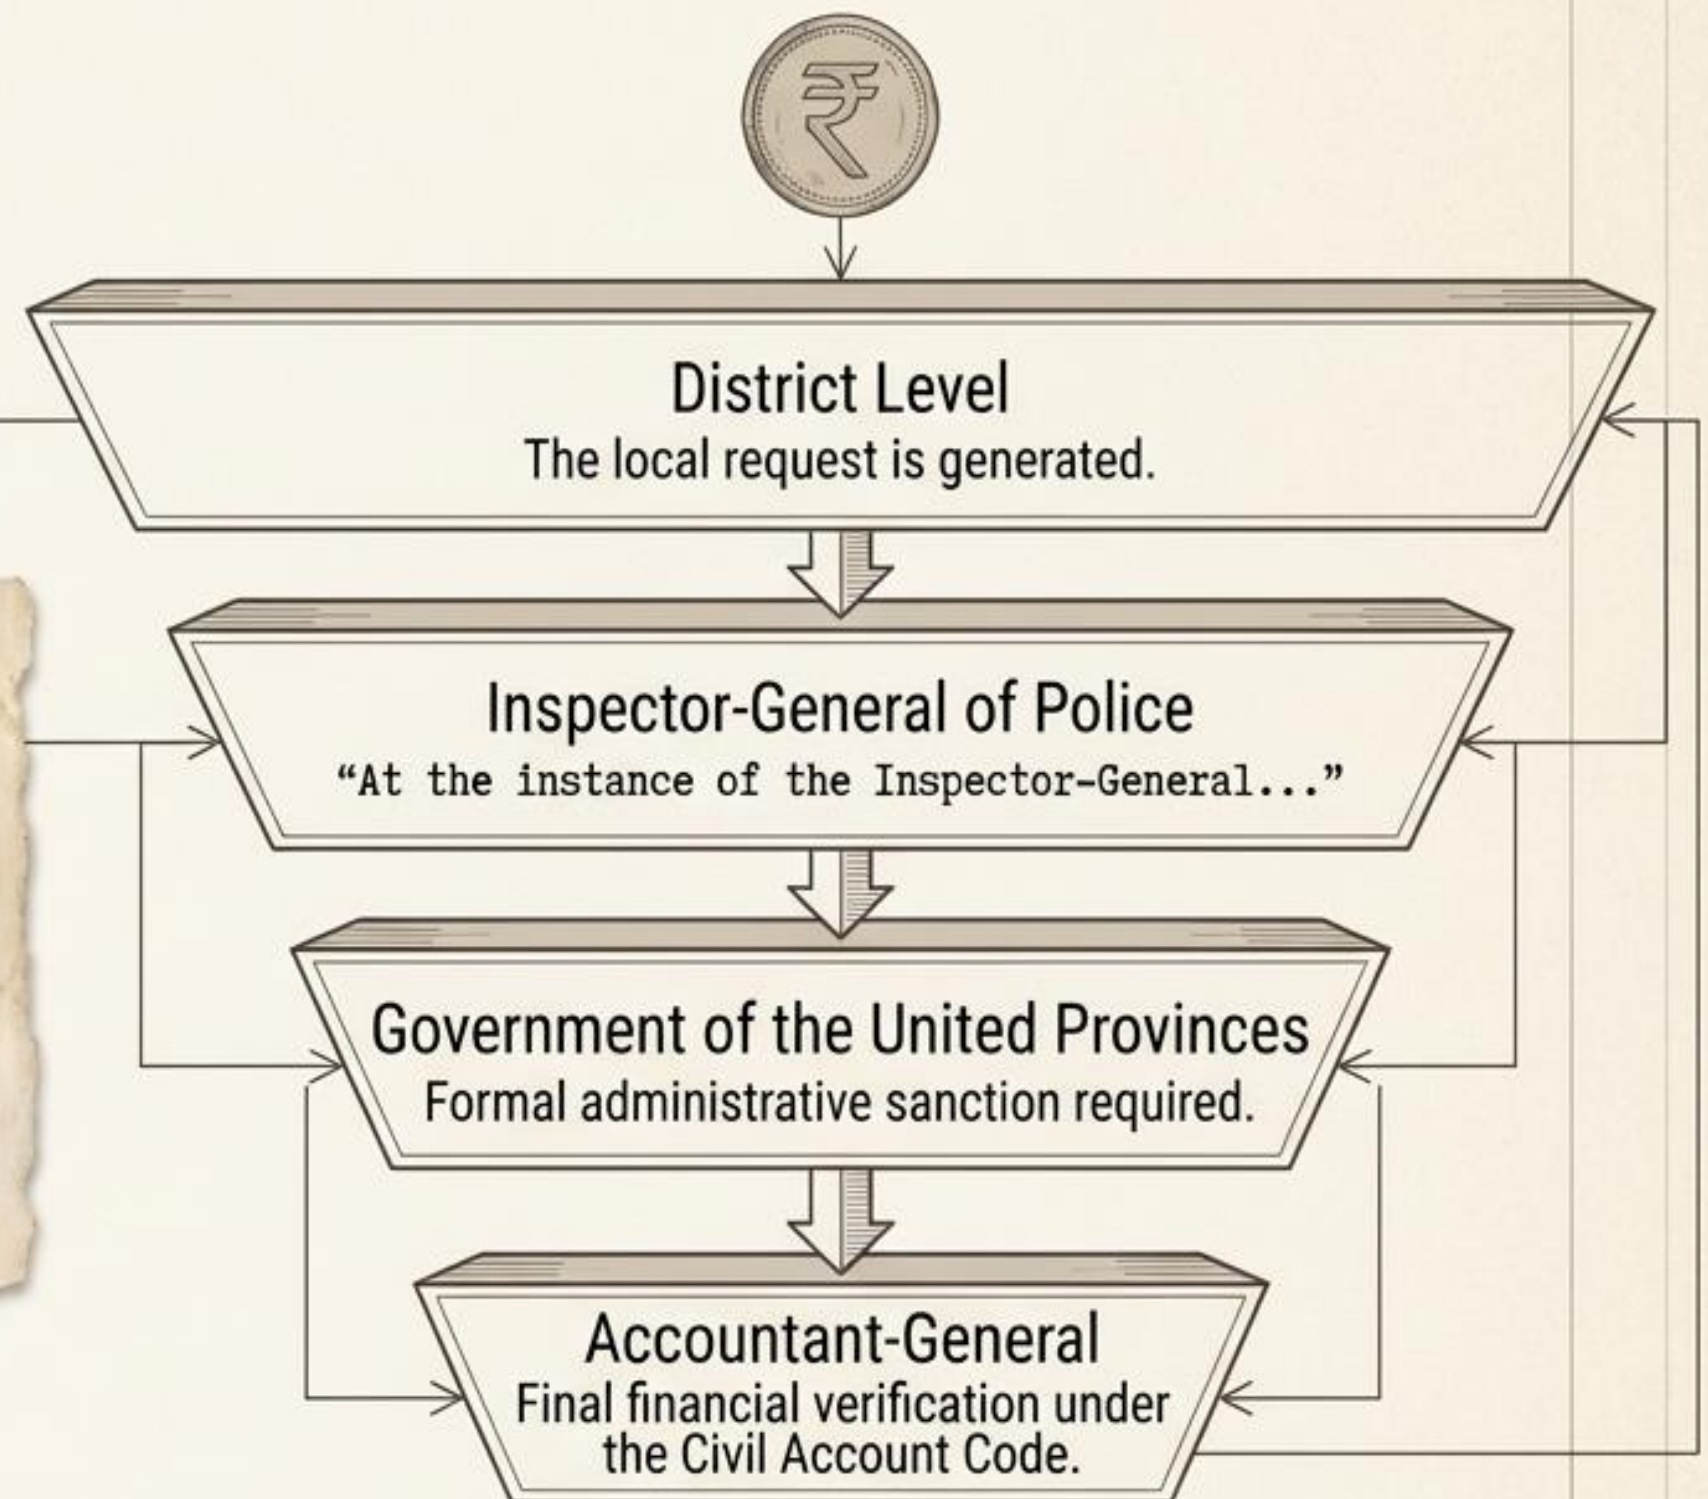 ₹
District Level
The local request is generated.
Inspector-General of Police
“At the instance of the Inspector-General...”
Government of the United Provinces
Formal administrative sanction required.
Accountant-General
Final financial verification under
the Civil Account Code.